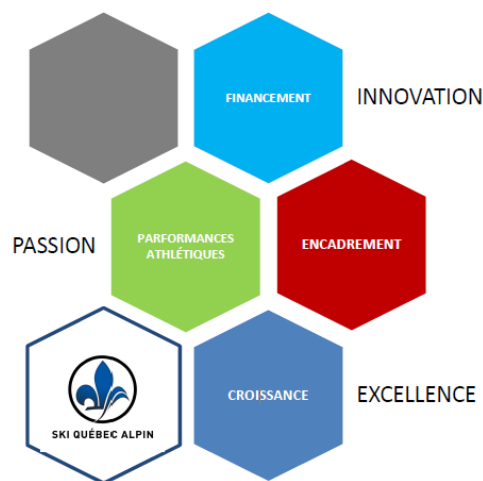 FINANCEMENT
INNOVATION
PASSION
PARFORMANCES
ATHLÉTIQUES
ENCADREMENT
SKI QUÉBEC ALPIN
CROISSANCE
EXCELLENCE